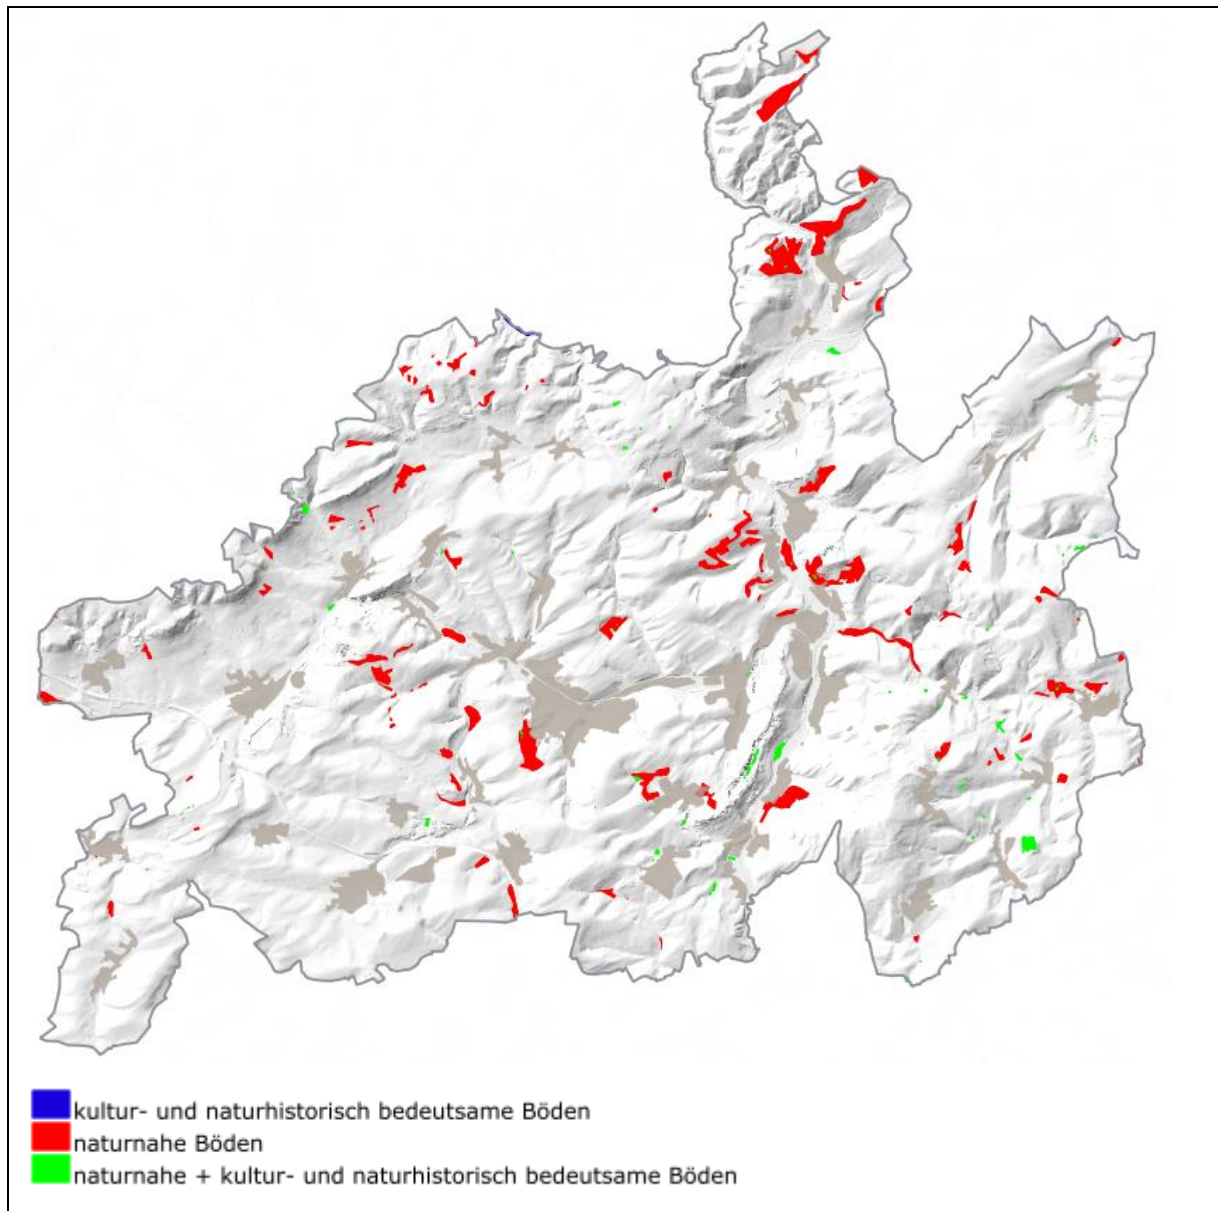 kultur- und naturhistorisch bedeutsame Böden
naturnahe Böden
naturnahe + kultur- und naturhistorisch bedeutsame Böden